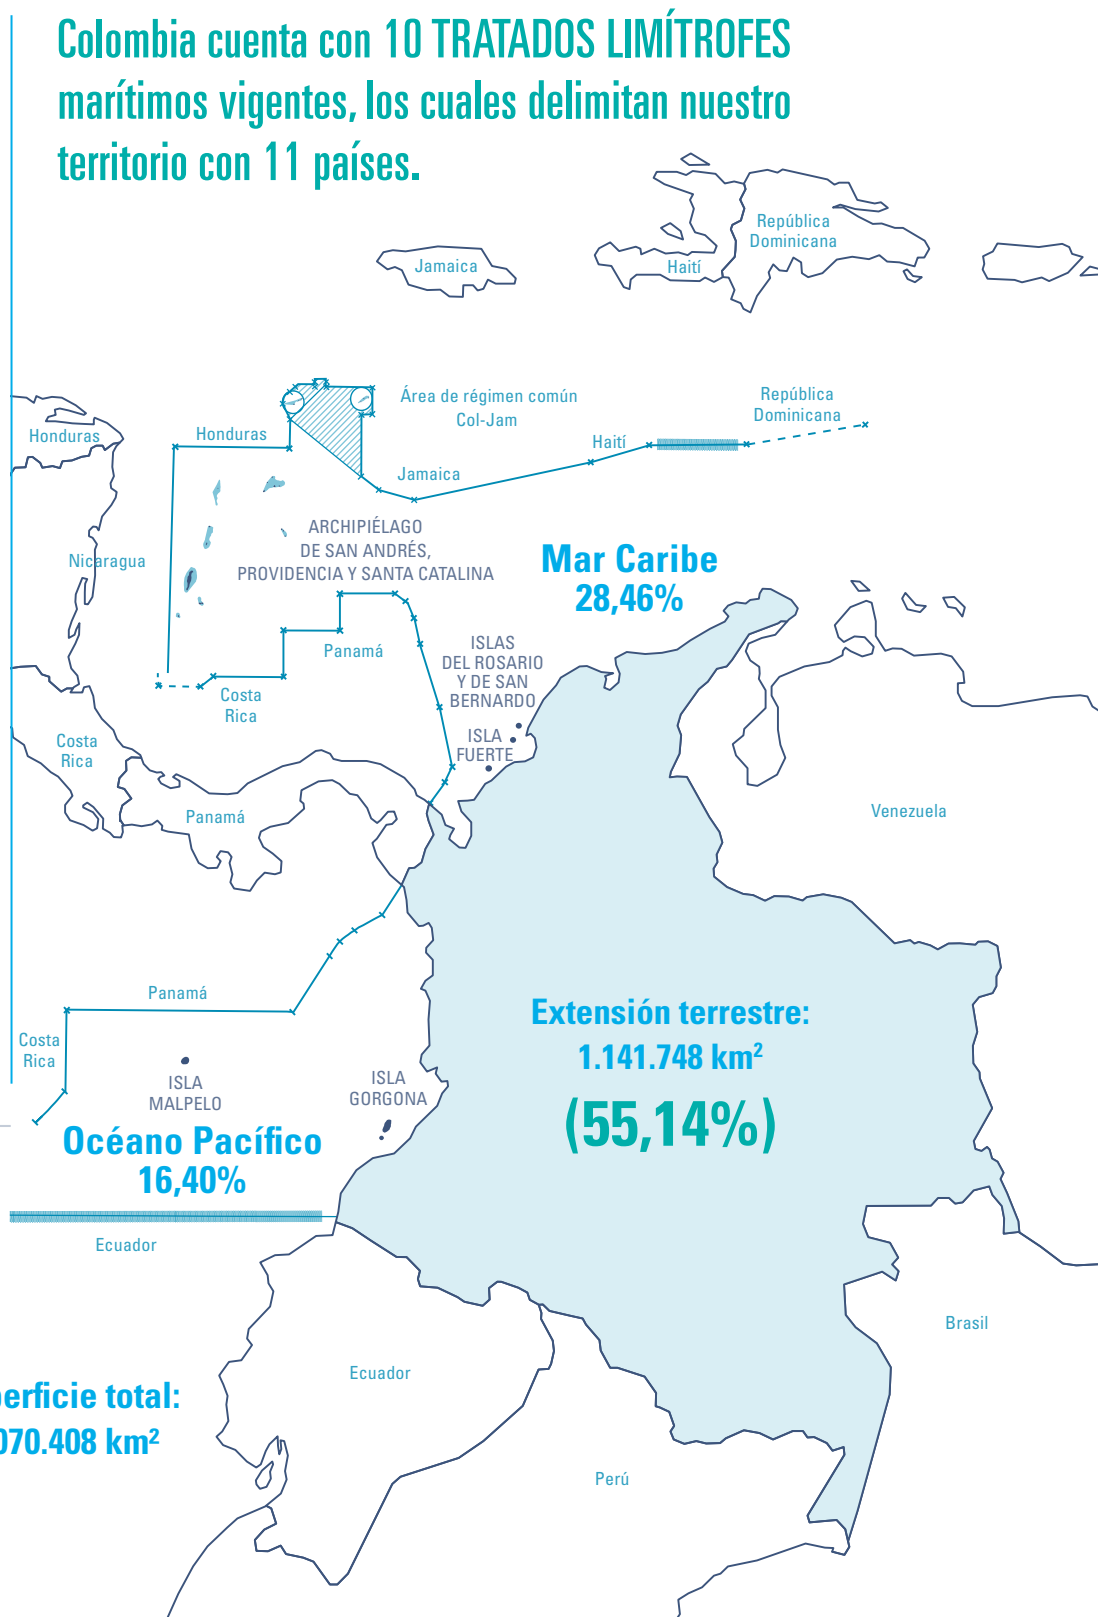 Colombia cuenta con 10 TRATADOS LIMÍTROFES
marítimos vigentes, los cuales delimitan nuestro
territorio con 11 países.
República
Dominicana
Jamaica
Haití
Área de régimen común
Col-Jam
República
Dominicana
Honduras
Honduras
Haití
Jamaica
ARCHIPIÉLAGO
DE SAN ANDRÉS,
PROVIDENCIA Y SANTA CATALINA
Nicaragua
Mar Caribe
28,46%
Panamá
ISLAS
DEL ROSARIO
Y DE SAN
BERNARDO
Costa
Rica
ISLA
FUERTE
Costa
Rica
Panamá
Venezuela
Panamá
Extensión terrestre:
1.141.748 km²
(55,14%)
Costa
Rica
ISLA
MALPELO
ISLA
GORGONA
Océano Pacífico
16,40%
Ecuador
Brasil
Ecuador
erficie total:
070.408 km²
Perú